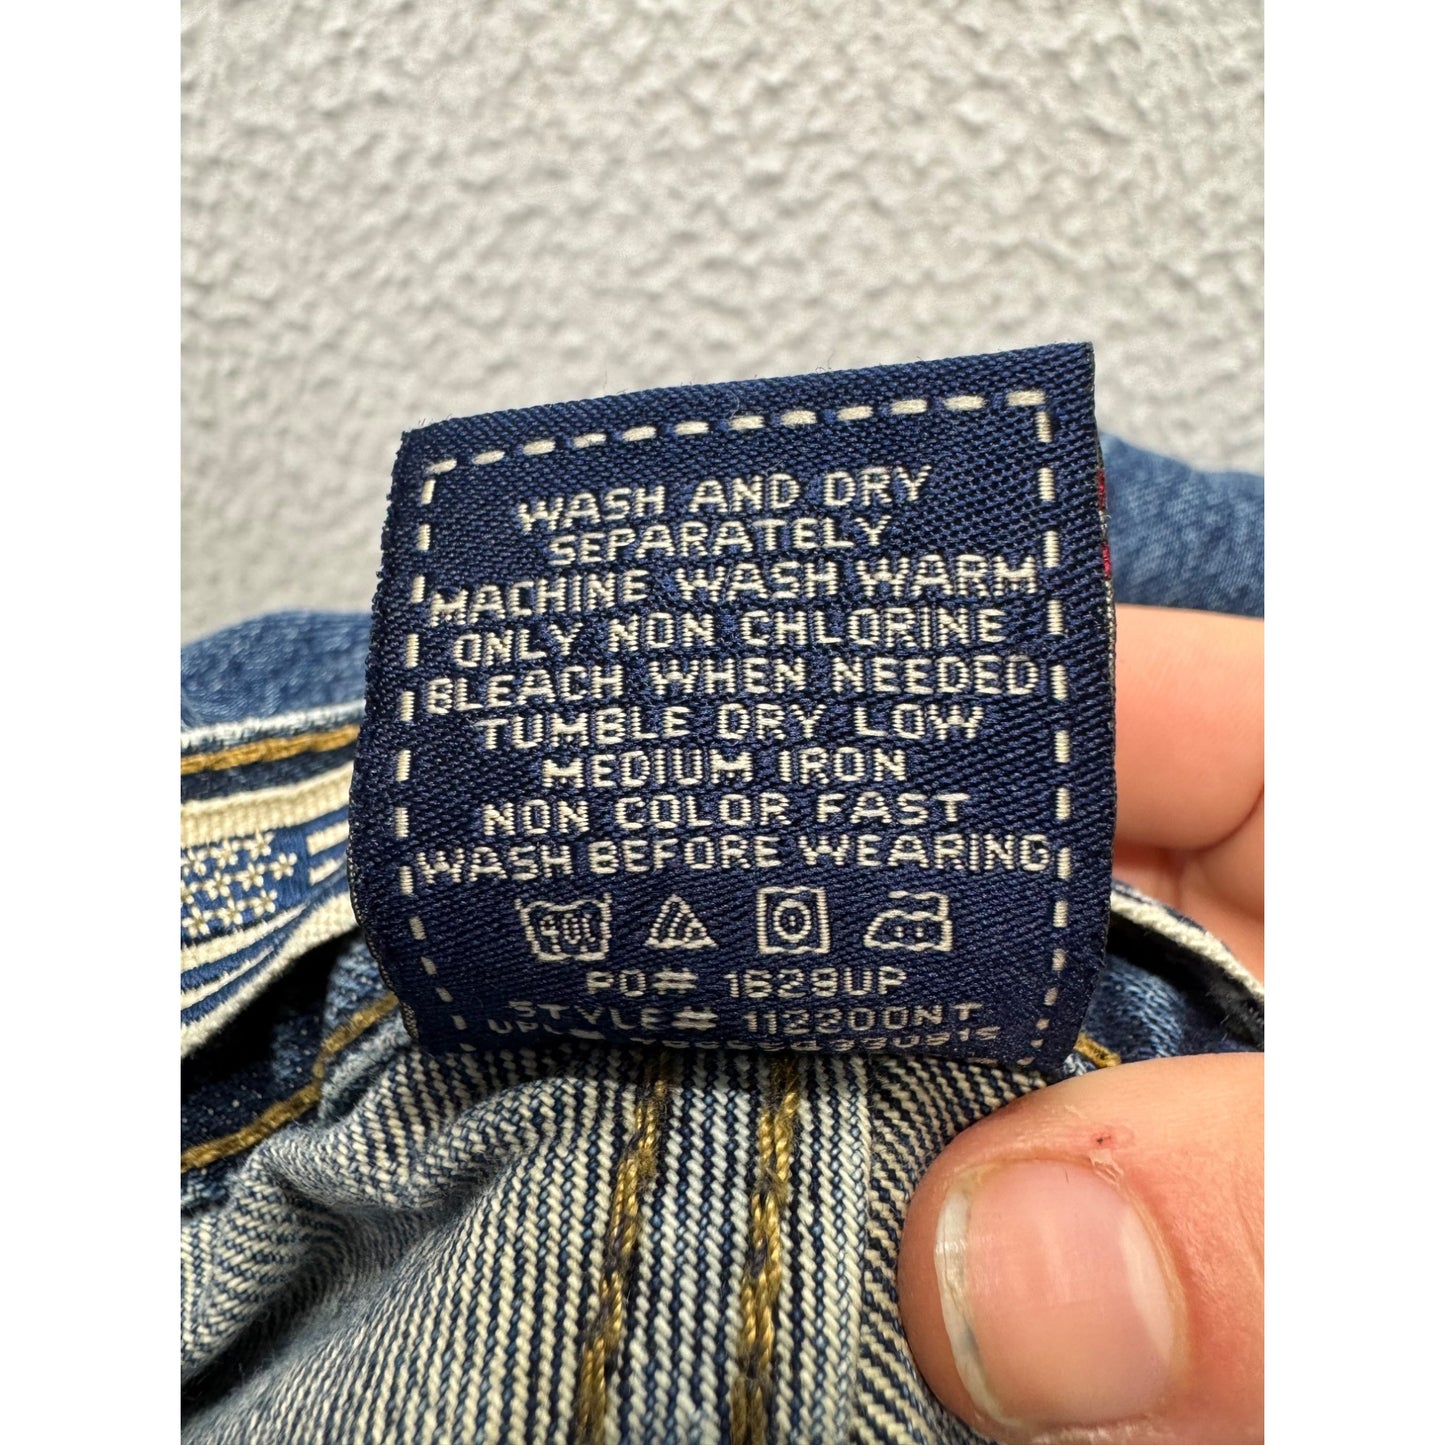 WASH AND DRY
SEPARATELY
MACHINE WASH WARM
ONLY NON CHLORINE
BLEACH WHEN NEEDED
TUMBLE DRY LOW
MEDIUM IRON
NON COLOR FAST
WASH BEFORE WEARING
40°
PO# 1629UP
STYLE# 112200NT